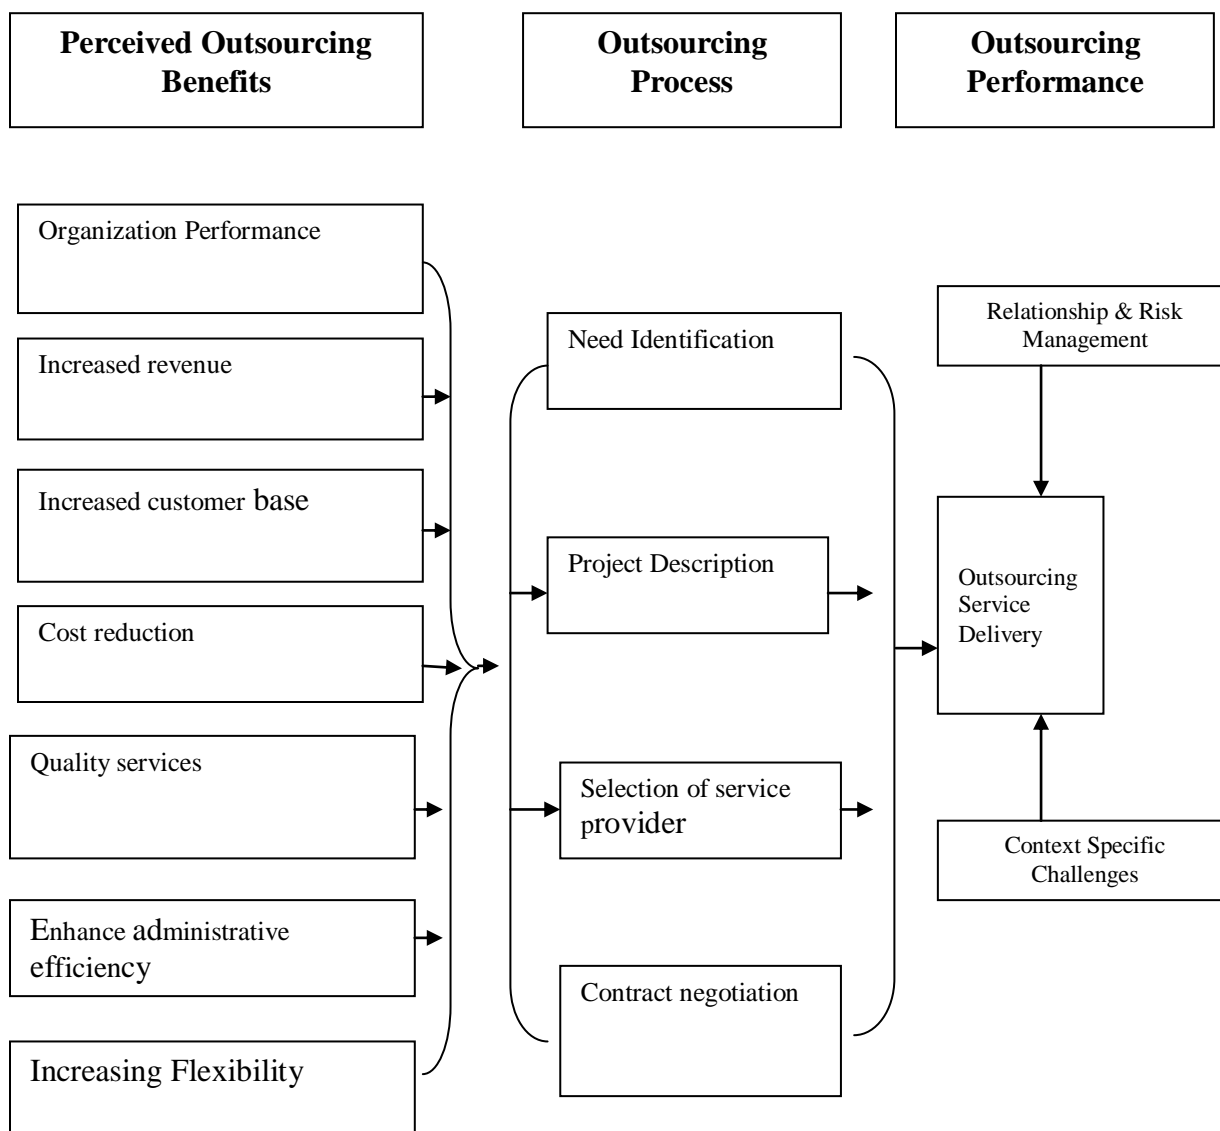 Perceived Outsourcing
Benefits
Outsourcing
Process
Outsourcing
Performance
Organization Performance
Increased revenue
Increased customer base
Cost reduction
Quality services
Enhance administrative
efficiency
Increasing Flexibility
Need Identification
Project Description
Selection of service
provider
Contract negotiation
Relationship & Risk
Management
Outsourcing
Service
Delivery
Context Specific
Challenges